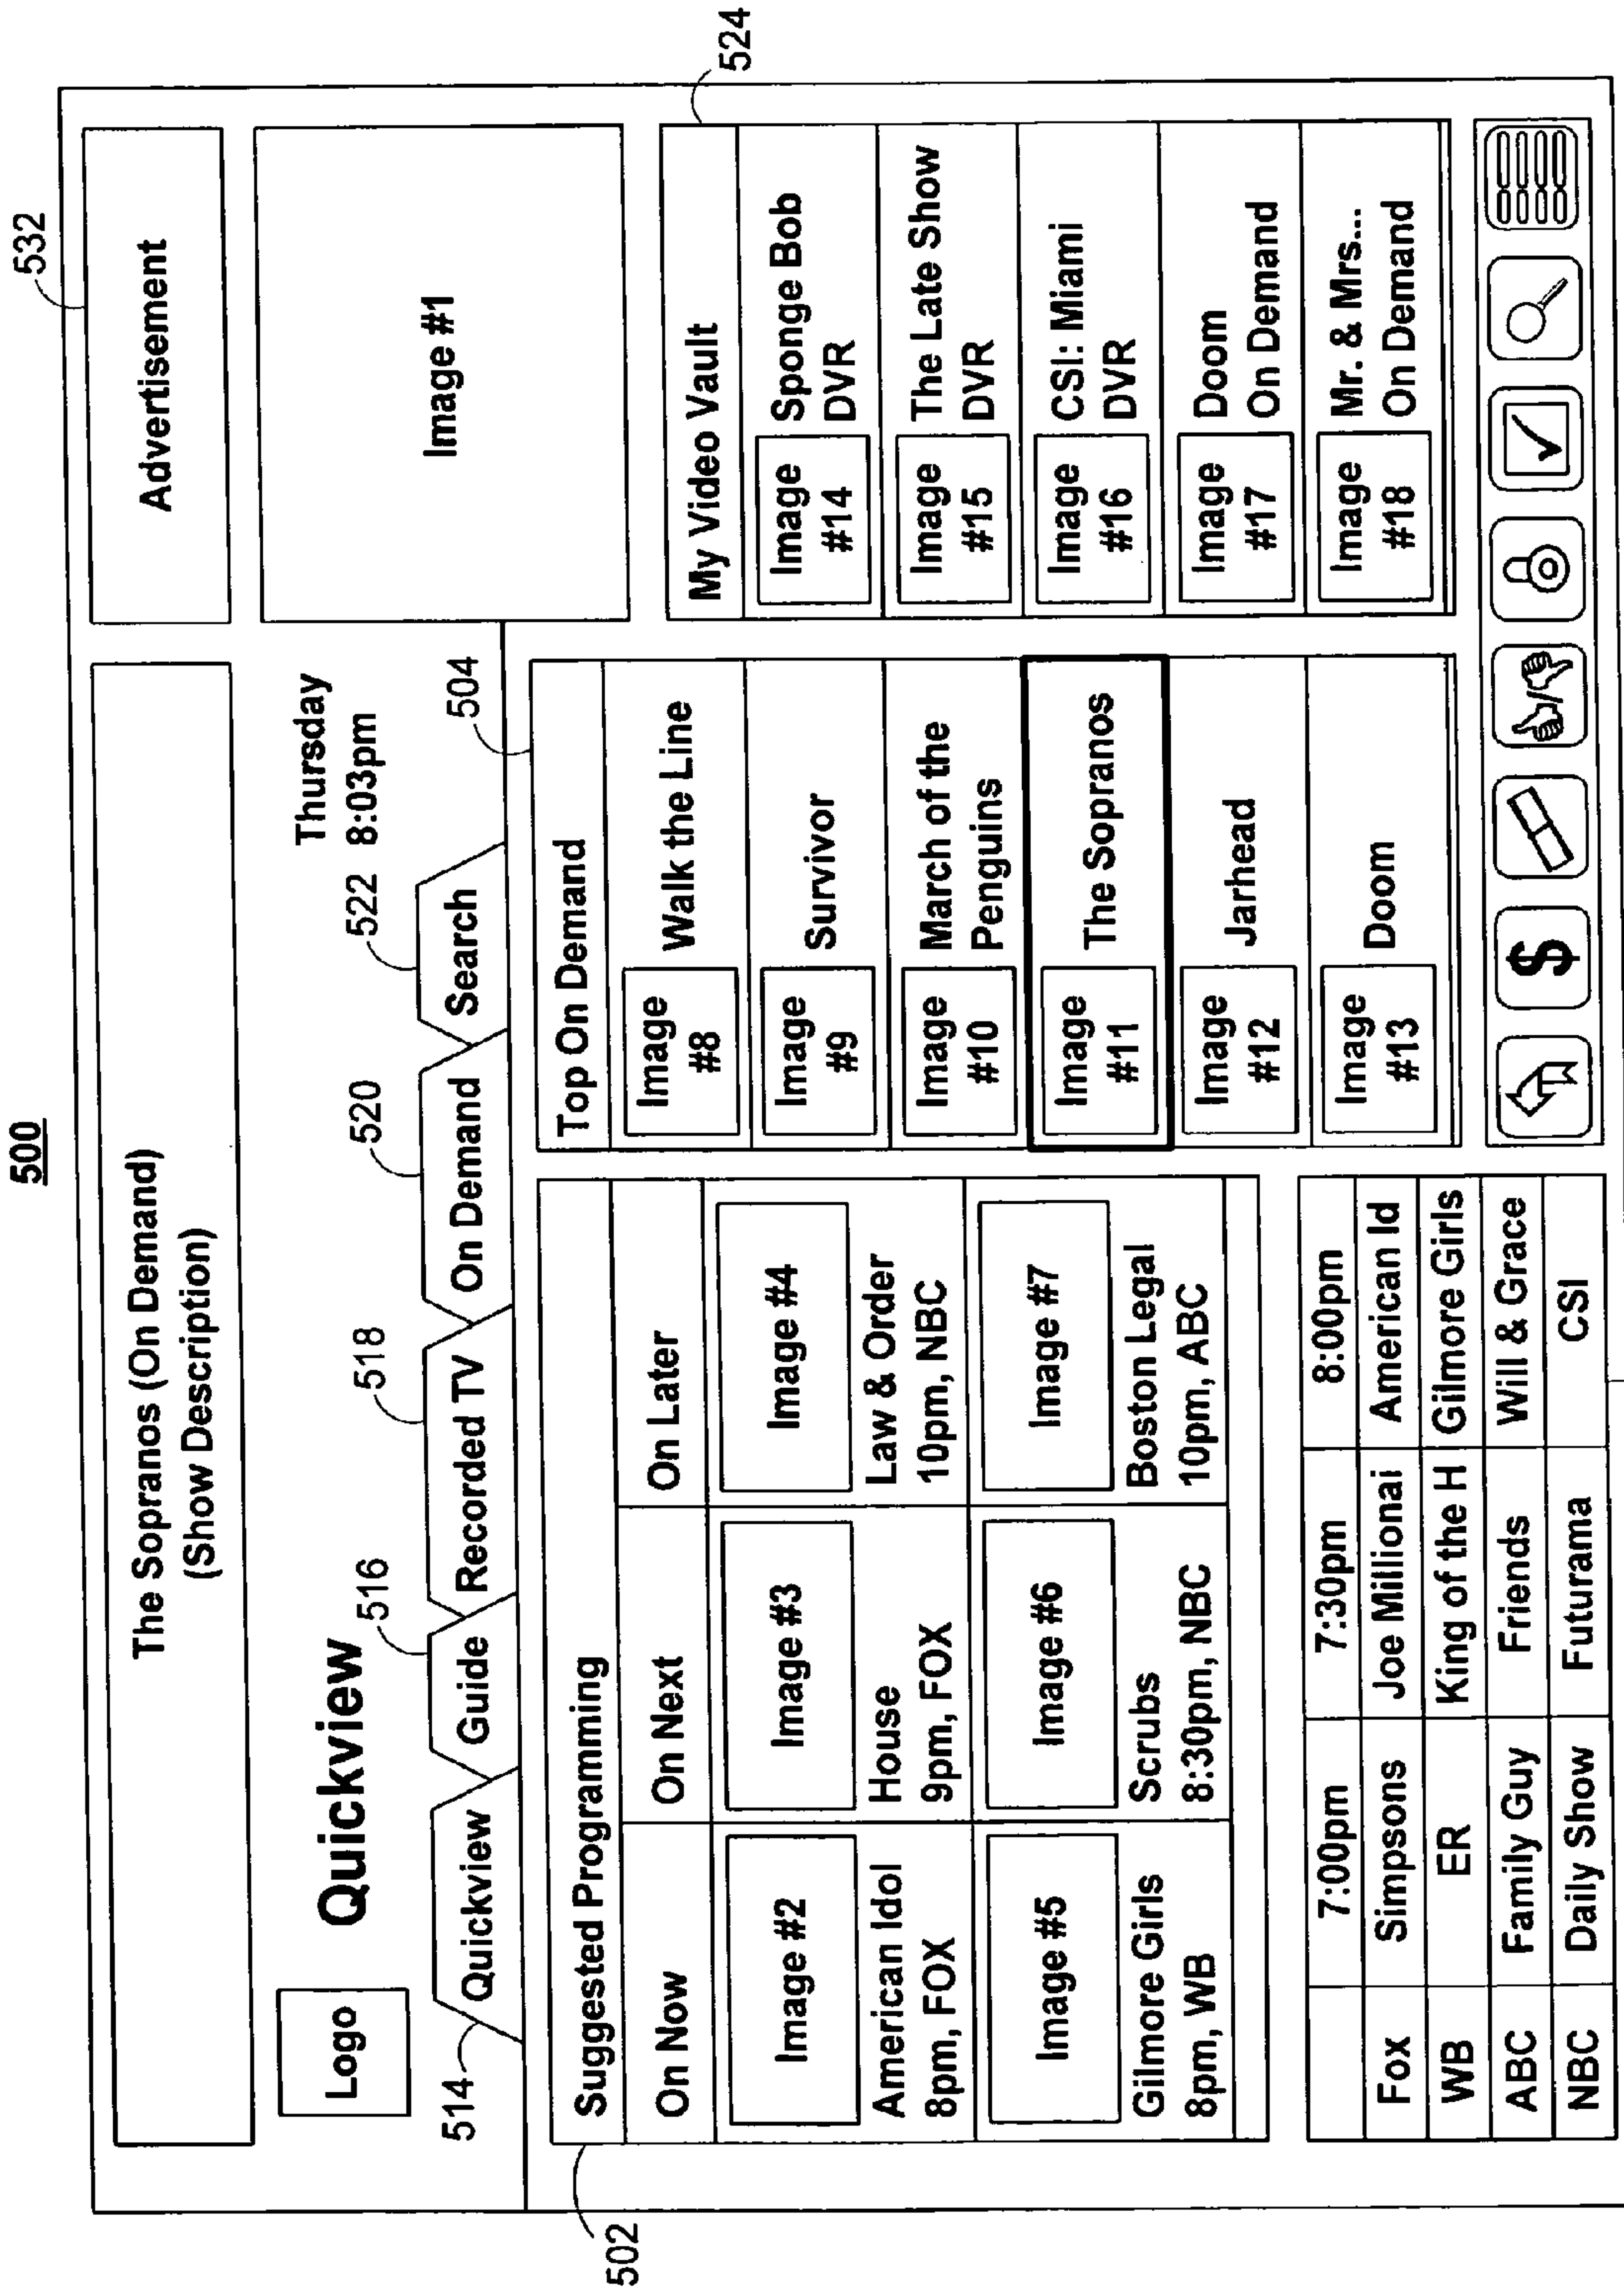 500
532
The Sopranos (On Demand)
(Show Description)
Advertisement
Logo
Quickview
Thursday
8:03pm
Image #1
514
Quickview
516
Guide
518
Recorded TV
520
On Demand
522
Search
502
Suggested Programming
On Now
On Next
On Later
Image #2
American Idol
8pm, FOX
Image #3
House
9pm, FOX
Image #4
Law & Order
10pm, NBC
Image #5
Gilmore Girls
8pm, WB
Image #6
Scrubs
8:30pm, NBC
Image #7
Boston Legal
10pm, ABC
504
Top On Demand
Image
#8
Walk the Line
Image
#9
Survivor
Image
#10
March of the
Penguins
Image
#11
The Sopranos
Image
#12
Jarhead
Image
#13
Doom
524
My Video Vault
Image
#14
Sponge Bob
DVR
Image
#15
The Late Show
DVR
Image
#16
CSI: Miami
DVR
Image
#17
Doom
On Demand
Image
#18
Mr. & Mrs...
On Demand
7:00pm 7:30pm 8:00pm
Fox Simpsons Joe Millionai American Id
WB ER King of the H Gilmore Girls
ABC Family Guy Friends Will & Grace
NBC Daily Show Futurama CSI
$